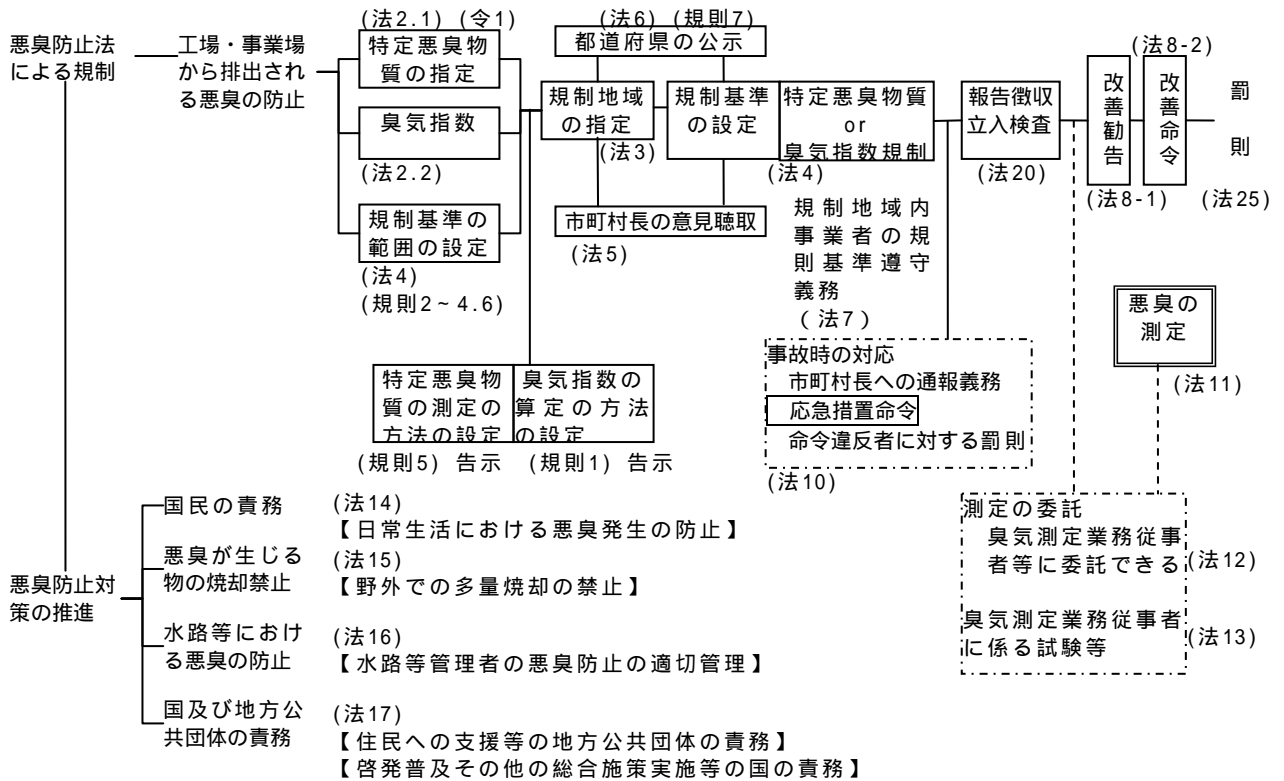 (法2.1) (令1)
(法6) (規則7)
悪臭防止法
による規制
工場・事業場
から排出され
る悪臭の防止
特定悪臭物
質の指定
臭気指数
(法2.2)
規制基準の
範囲の設定
(法4)
(規則2~4.6)
都道府県の公示
規制地域
の指定
(法3)
規制基準
の設定
市町村長の意見聴取
(法5)
特定悪臭物質
or
臭気指数規制
(法4)
規制地域内
事業者の規
則基準遵守
義務
(法7)
報告徴収
立入検査
(法20)
改善勧告
(法8-1)
(法8-2)
改善命令
罰則
(法25)
悪臭の
測定
(法11)
特定悪臭物
質の測定の
方法の設定
(規則5) 告示
臭気指数の
算定の方法
の設定
(規則1) 告示
事故時の対応
市町村長への通報義務
応急措置命令
命令違反者に対する罰則
(法10)
測定の委託
臭気測定業務従事
者等に委託できる
(法12)
臭気測定業務従事者
に係る試験等
(法13)
悪臭防止対
策の推進
国民の責務
(法14)
【日常生活における悪臭発生の防止】
悪臭が生じる
物の焼却禁止
(法15)
【野外での多量焼却の禁止】
水路等におけ
る悪臭の防止
(法16)
【水路等管理者の悪臭防止の適切管理】
国及び地方公
共団体の責務
(法17)
【住民への支援等の地方公共団体の責務】
【啓発普及その他の総合施策実施等の国の責務】